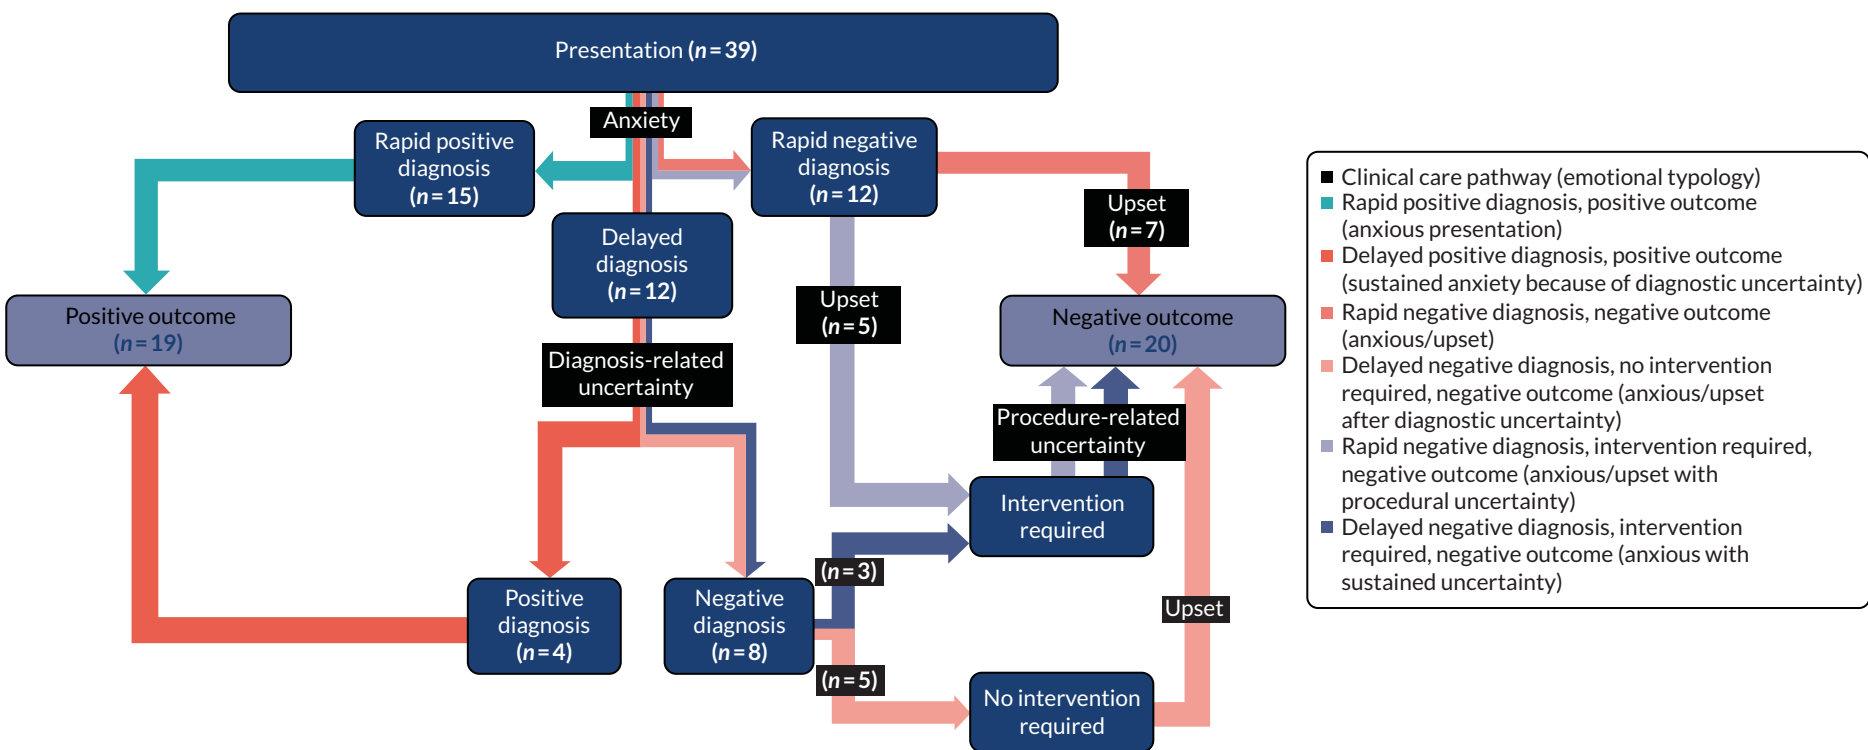 Presentation (n = 39)
Anxiety
Rapid positive
diagnosis
(n = 15)
Rapid negative
diagnosis
(n = 12)
Delayed
diagnosis
(n = 12)
Upset
(n = 7)
Upset
(n = 5)
Positive outcome
(n = 19)
Negative outcome
(n = 20)
Diagnosis-related
uncertainty
Procedure-related
uncertainty
Intervention
required
(n = 3)
Positive
diagnosis
(n = 4)
Negative
diagnosis
(n = 8)
Upset
(n = 5)
No intervention
required
Clinical care pathway (emotional typology)
Rapid positive diagnosis, positive outcome
(anxious presentation)
Delayed positive diagnosis, positive outcome
(sustained anxiety because of diagnostic uncertainty)
Rapid negative diagnosis, negative outcome
(anxious/upset)
Delayed negative diagnosis, no intervention
required, negative outcome (anxious/upset
after diagnostic uncertainty)
Rapid negative diagnosis, intervention required,
negative outcome (anxious/upset with
procedural uncertainty)
Delayed negative diagnosis, intervention
required, negative outcome (anxious with
sustained uncertainty)